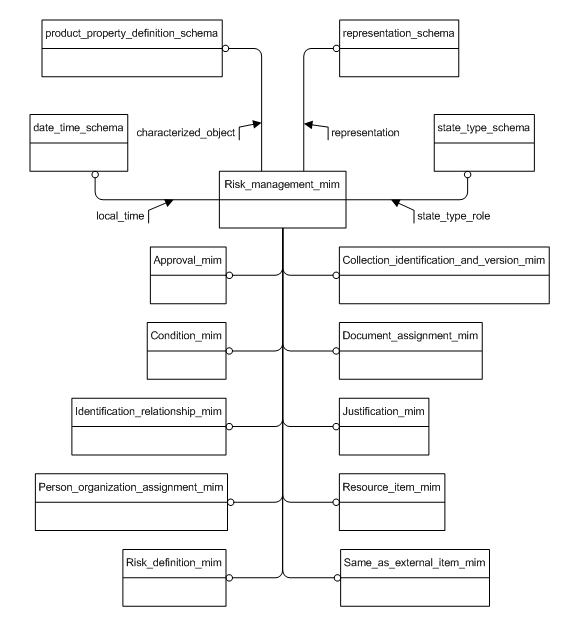 product_property_definition_schema
representation_schema
date_time_schema
characterized_object
representation
state_type_schema
Risk_management_mim
local_time
state_type_role
Approval_mim
Collection_identification_and_version_mim
Condition_mim
Document_assignment_mim
Identification_relationship_mim
Justification_mim
Person_organization_assignment_mim
Resource_item_mim
Risk_definition_mim
Same_as_external_item_mim